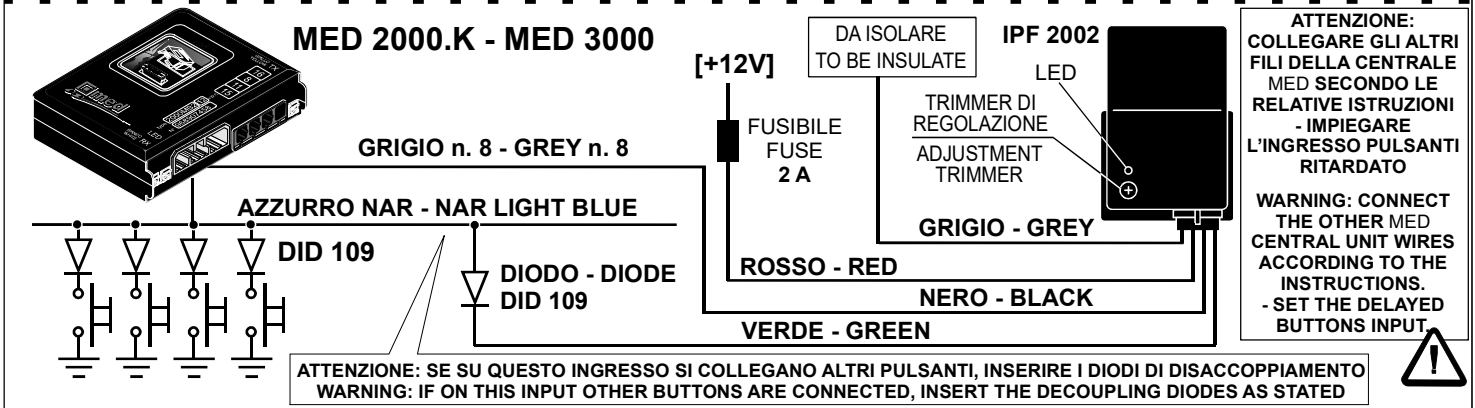 MED 2000.K - MED 3000
med
LED
[+12V]
FUSIBILE
FUSE
2 A
DA ISOLARE
TO BE INSULATE
IPF 2002
LED
TRIMMER DI
REGOLAZIONE
ADJUSTMENT
TRIMMER
GRIGIO n. 8 - GREY n. 8
AZZURRO NAR - NAR LIGHT BLUE
DID 109
DIODO - DIODE
DID 109
GRIGIO - GREY
ROSSO - RED
NERO - BLACK
VERDE - GREEN
ATTENZIONE: SE SU QUESTO INGRESSO SI COLLEGANO ALTRI PULSANTI, INSERIRE I DIODI DI DISACCOPPIAMENTO
WARNING: IF ON THIS INPUT OTHER BUTTONS ARE CONNECTED, INSERT THE DECOUPLING DIODES AS STATED
ATTENZIONE:
COLLEGARE GLI ALTRI
FILI DELLA CENTRALE
MED SECONDO LE
RELATIVE ISTRUZIONI
- IMPIEGARE
L'INGRESSO PULSANTI
RITARDATO
WARNING: CONNECT
THE OTHER MED
CENTRAL UNIT WIRES
ACCORDING TO THE
INSTRUCTIONS.
- SET THE DELAYED
BUTTONS INPUT.